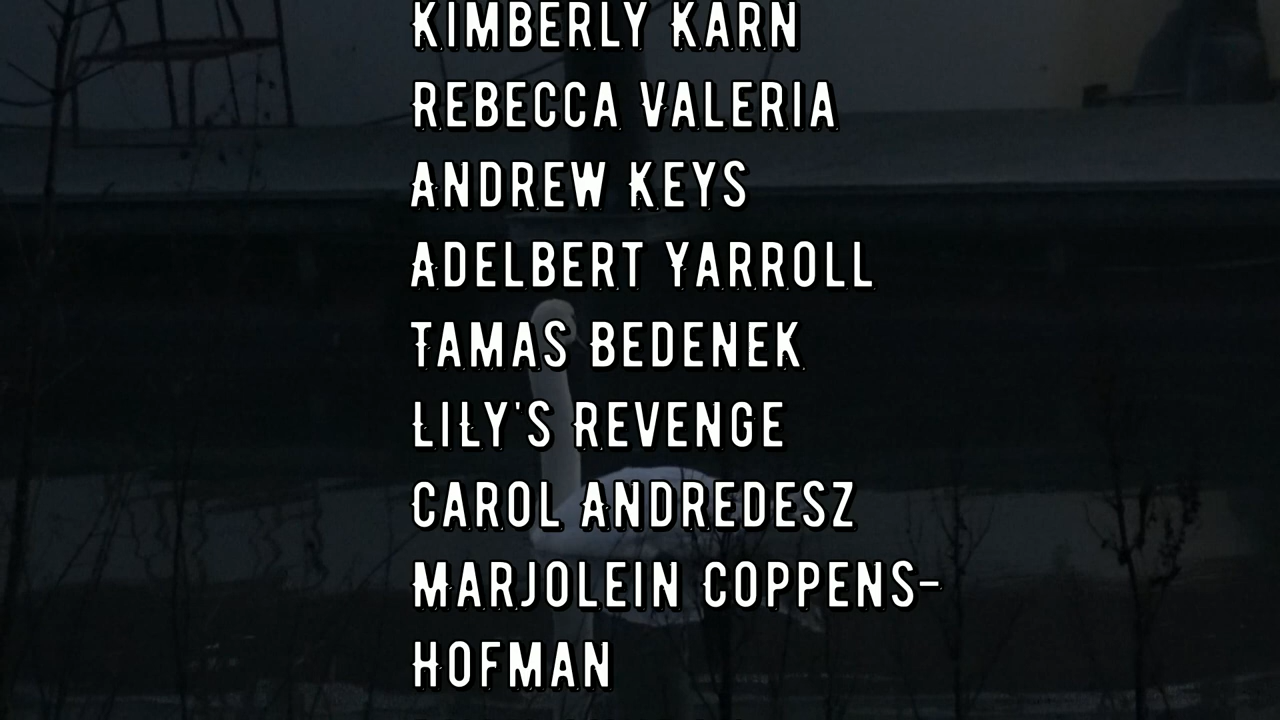 KIMBERLY KARN
REBECCA VALERIA
ANDREW KEYS
ADELBERT YARROLL
TAMAS BEDENEK
LILY'S REVENGE
CAROL ANDREDESZ
MARJOLEIN COPPENS-
HOFMAN